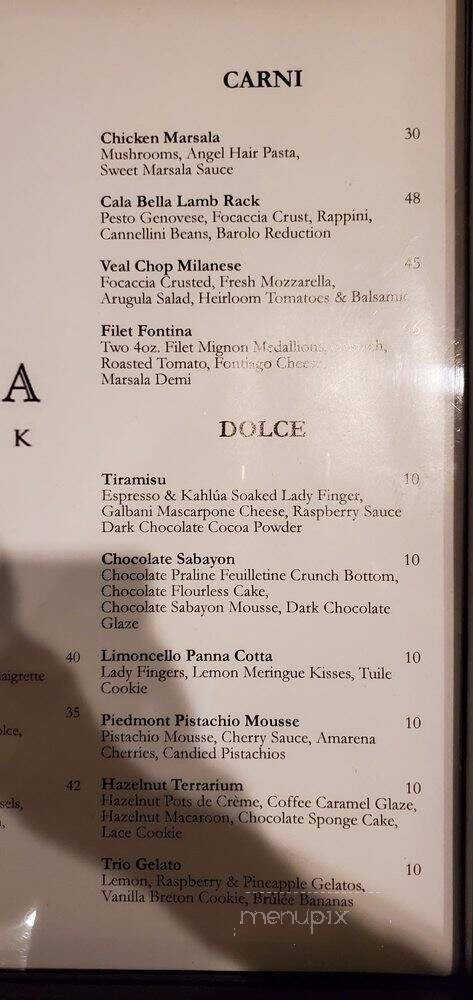 CARNI
Chicken Marsala 30
Mushrooms, Angel Hair Pasta,
Sweet Marsala Sauce
Cala Bella Lamb Rack 48
Pesto Genovese, Focaccia Crust, Rappini,
Cannellini Beans, Barolo Reduction
Veal Chop Milanese 45
Focaccia Crusted, Fresh Mozzarella,
Arugula Salad, Heirloom Tomatoes & Balsamic
Filet Fontina
Two 4oz. Filet Mignon Medallions,
Roasted Tomato, Fontiago Cheese
Marsala Demi
A
K
DOLCE
Tiramisu 10
Espresso & Kahlúa Soaked Lady Finger,
Galbani Mascarpone Cheese, Raspberry Sauce
Dark Chocolate Cocoa Powder
Chocolate Sabayon 10
Chocolate Praline Feuilletine Crunch Bottom,
Chocolate Flourless Cake,
Chocolate Sabayon Mousse, Dark Chocolate
Glaze
Limoncello Panna Cotta 10
Lady Fingers, Lemon Meringue Kisses, Tuile
Cookie
Piedmont Pistachio Mousse 10
Pistachio Mousse, Cherry Sauce, Amarena
Cherries, Candied Pistachios
Hazelnut Terrarium 10
Hazelnut Pots de Crème, Coffee Caramel Glaze,
Hazelnut Macaroon, Chocolate Sponge Cake,
Lace Cookie
Trio Gelato 10
Lemon, Raspberry & Pineapple Gelatos,
Vanilla Breton Cookie, Brûlée Bananas
40
aigrette
35
olce,
42
sels,
menupix